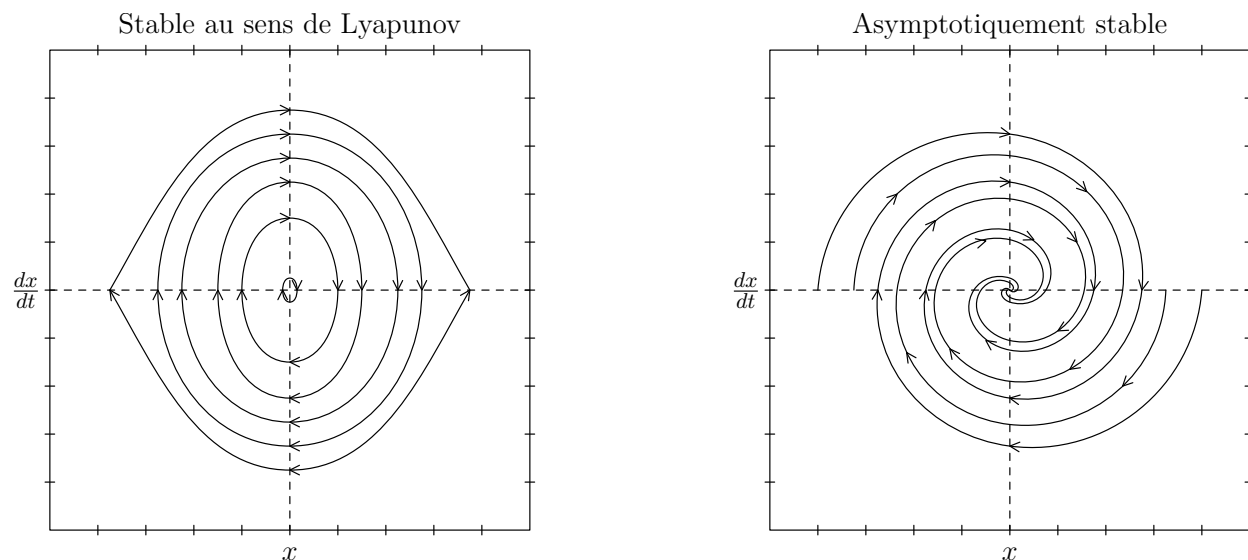 Stable au sens de Lyapunov
dx
dt
x
Asymptotiquement stable
dx
dt
x